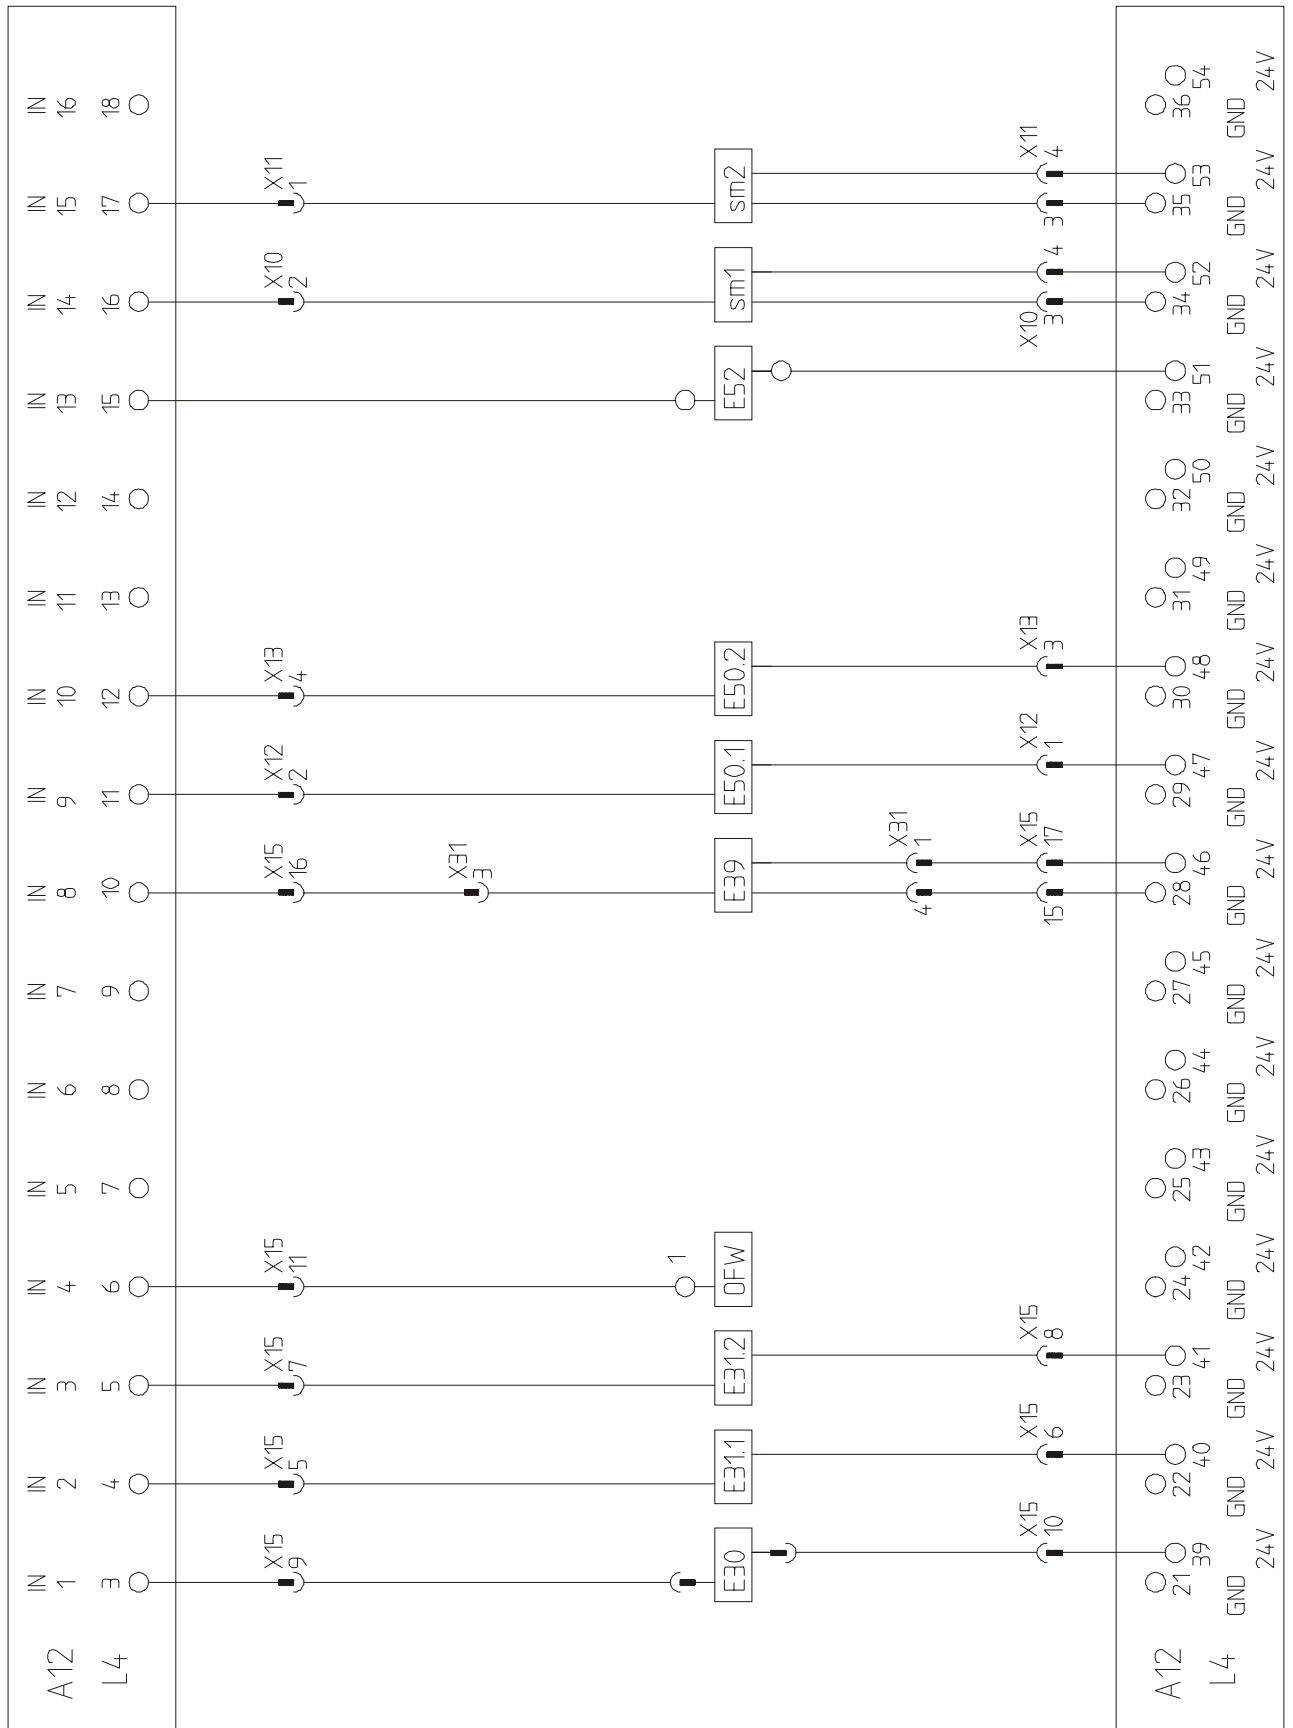 A12
IN 1 IN 2 IN 3 IN 4 IN 5 IN 6 IN 7 IN 8 IN 9 IN 10 IN 11 IN 12 IN 13 IN 14 IN 15 IN 16
L4
3 4 5 6 7 8 9 10 11 12 13 14 15 16 17 18
X15 X15 X15 X15 X15 X12 X13 X10 X11
9 5 7 11 16 2 4 2 1
X31
3
1
E30 E31.1 E31.2 OFW E39 E50.1 E50.2 E52 sm1 sm2
X31
4 1
X15 X15 X15 X15 X12 X13 X10 X11
10 6 8 15 17 1 3 3 4 3 4
A12
21 39 22 40 23 41 24 42 25 43 26 44 27 45 28 46 29 47 30 48 31 49 32 50 33 51 34 52 35 53 36 54
L4
GND GND GND GND GND GND GND GND GND GND GND GND GND GND GND GND
24V 24V 24V 24V 24V 24V 24V 24V 24V 24V 24V 24V 24V 24V 24V 24V